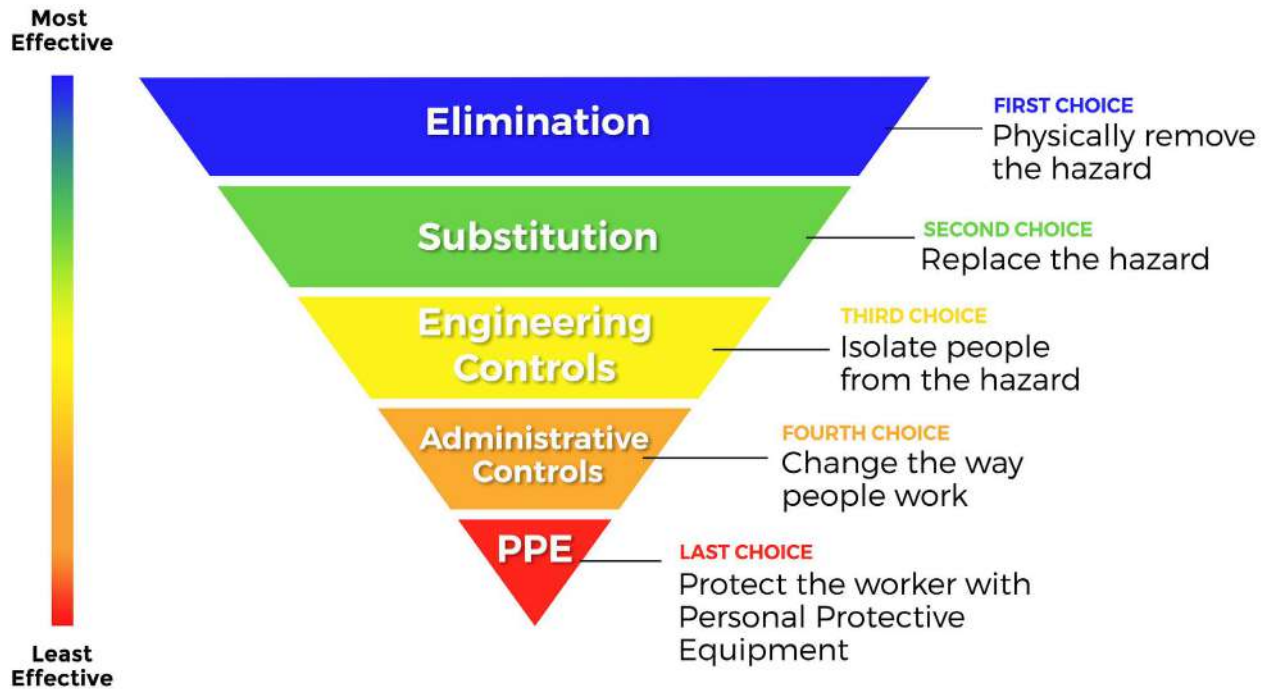 Most
Effective
Elimination
FIRST CHOICE
Physically remove
the hazard
Substitution
SECOND CHOICE
Replace the hazard
Engineering
Controls
THIRD CHOICE
Isolate people
from the hazard
Administrative
Controls
FOURTH CHOICE
Change the way
people work
PPE
LAST CHOICE
Protect the worker with
Personal Protective
Equipment
Least
Effective